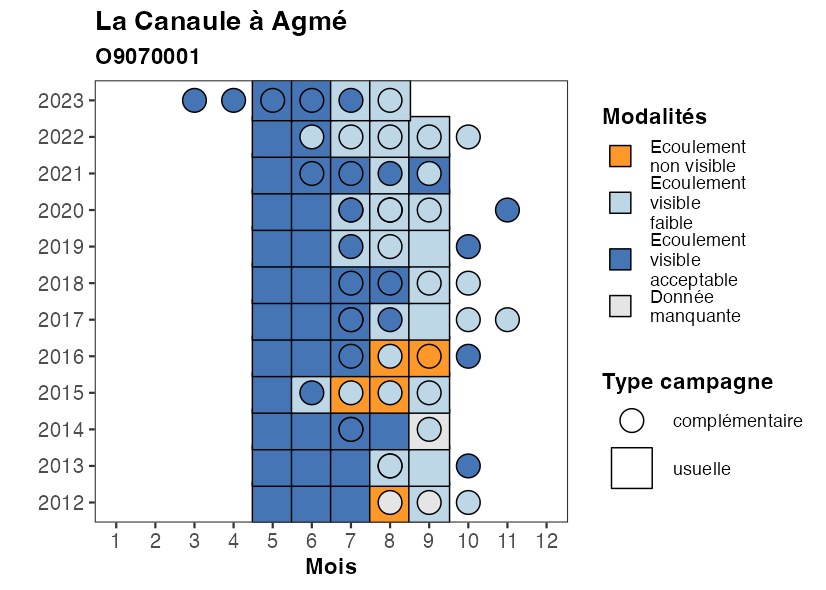 La Canaule à Agmé
O9070001
2023
2022
2021
2020
2019
2018
2017
2016
2015
2014
2013
2012
1 2 3 4 5 6 7 8 9 10 11 12
Mois
Modalités
Ecoulement
non visible
Ecoulement
visible
faible
Ecoulement
visible
acceptable
Donnée
manquante
Type campagne
complémentaire
usuelle